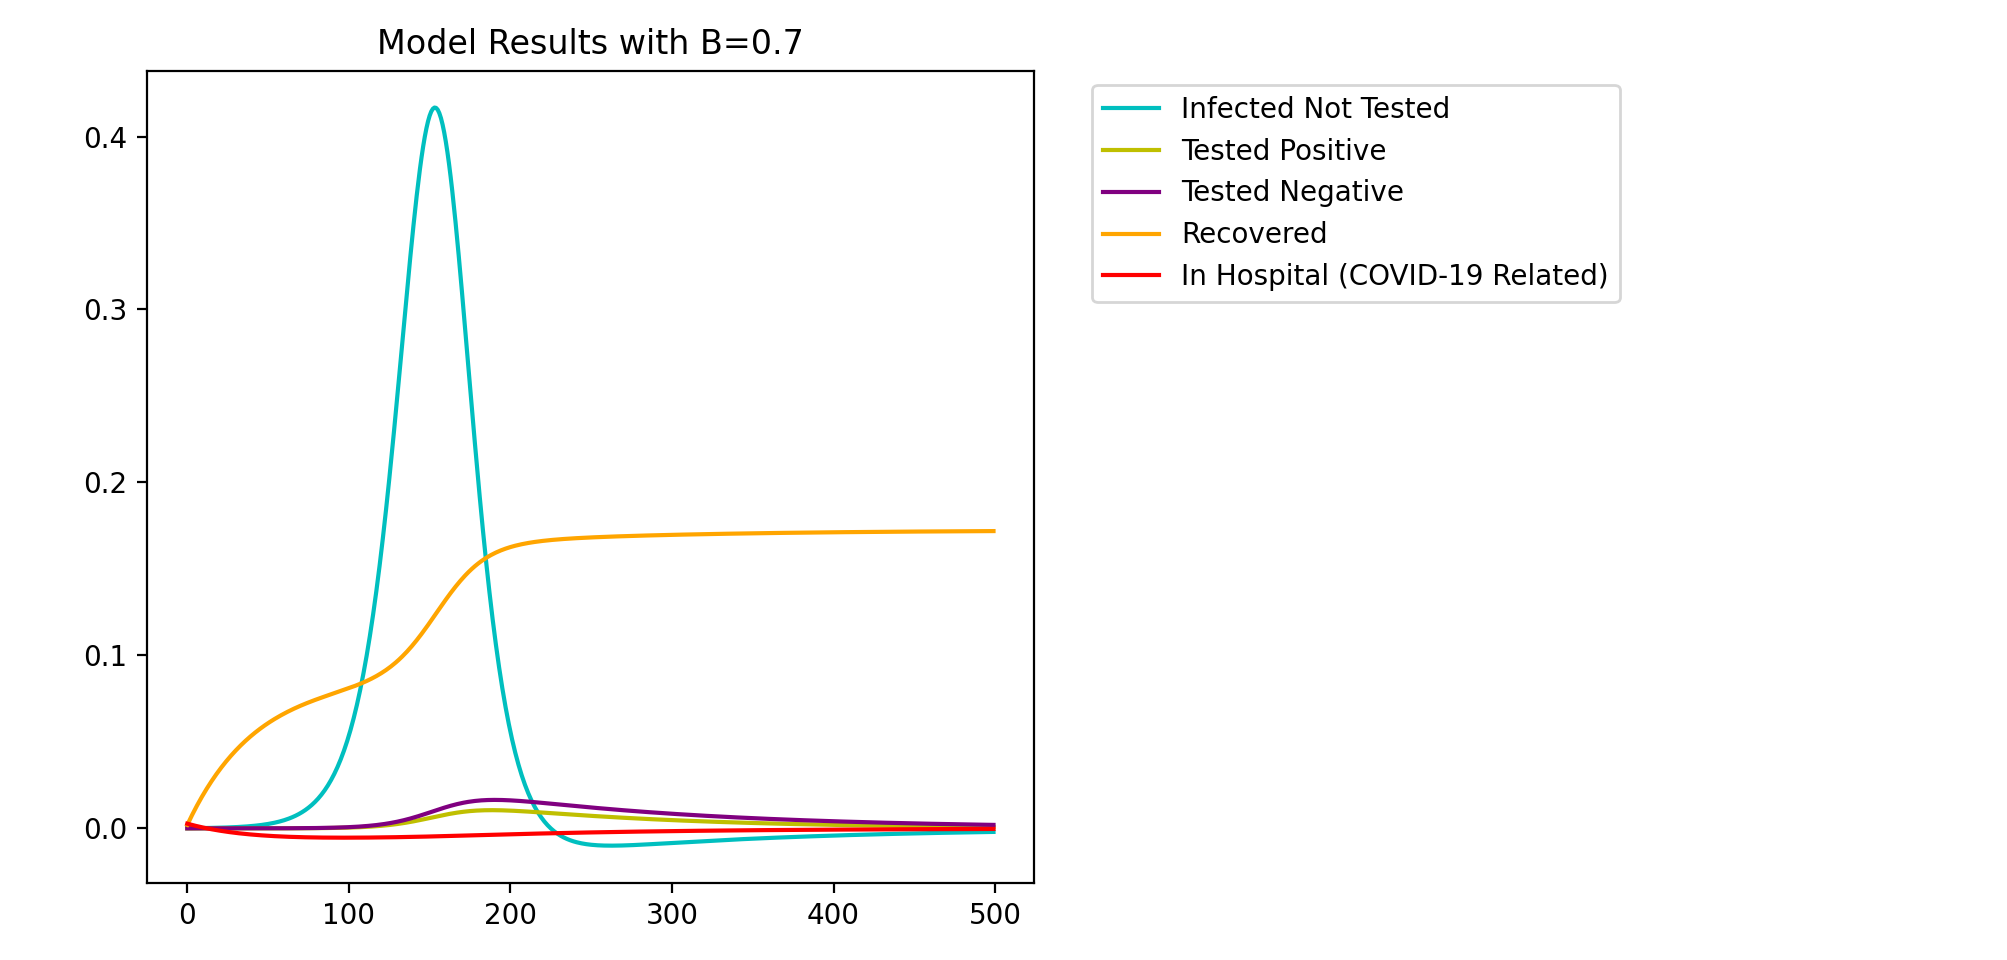 Model Results with B=0.7
0.4
0.3
0.2
0.1
0.0
0 100 200 300 400 500
Infected Not Tested
Tested Positive
Tested Negative
Recovered
In Hospital (COVID-19 Related)